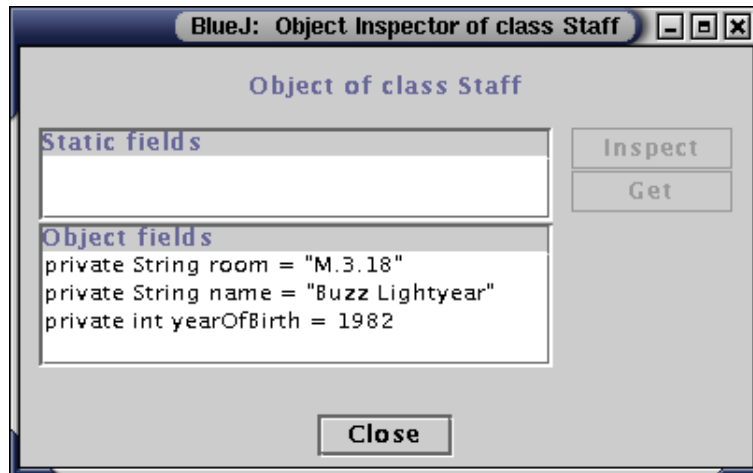 BlueJ: Object Inspector of class Staff
Object of class Staff
Static fields
Inspect
Get
Object fields
private String room = "M.3.18"
private String name = "Buzz Lightyear"
private int yearOfBirth = 1982
Close